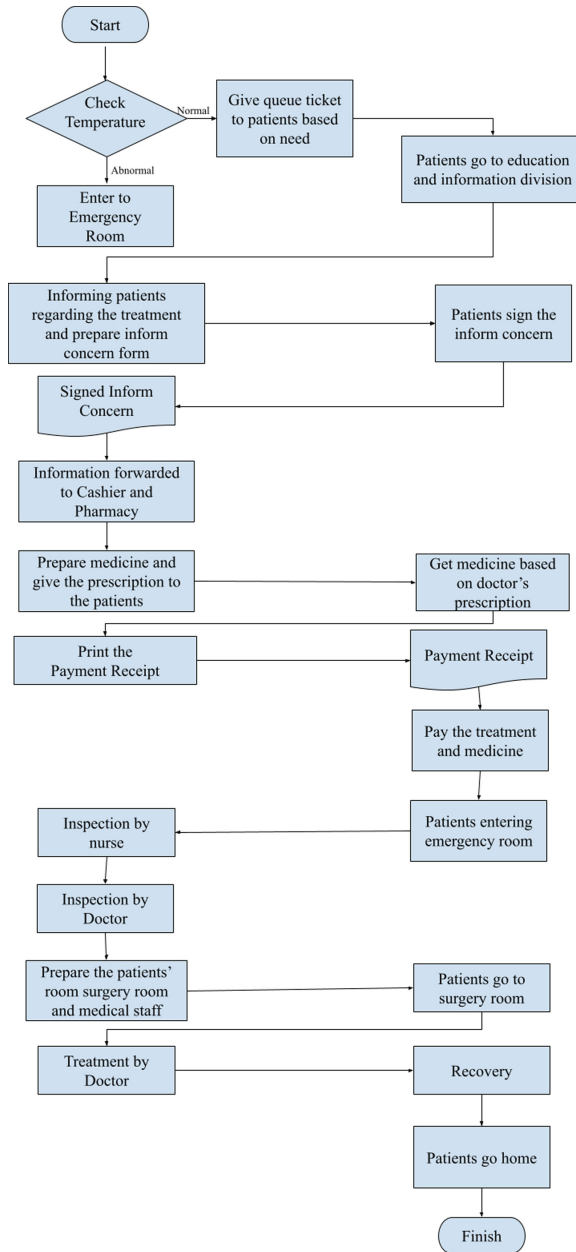 Start
Check
Temperature
Normal
Give queue ticket
to patients based
on need
Patients go to education
and information division
Abnormal
Enter to
Emergency
Room
Informing patients
regarding the treatment
and prepare inform
concern form
Patients sign the
inform concern
Signed Inform
Concern
Information forwarded
to Cashier and
Pharmacy
Prepare medicine and
give the prescription to
the patients
Get medicine based
on doctor’s
prescription
Print the
Payment Receipt
Payment Receipt
Pay the treatment
and medicine
Patients entering
emergency room
Inspection by
nurse
Inspection by
Doctor
Prepare the patients’
room surgery room
and medical staff
Patients go to
surgery room
Treatment by
Doctor
Recovery
Patients go home
Finish